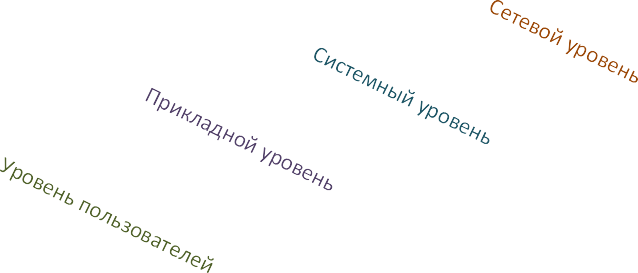 Сетевой уровень
Системный уровень
Прикладной уровень
Уровень пользователей